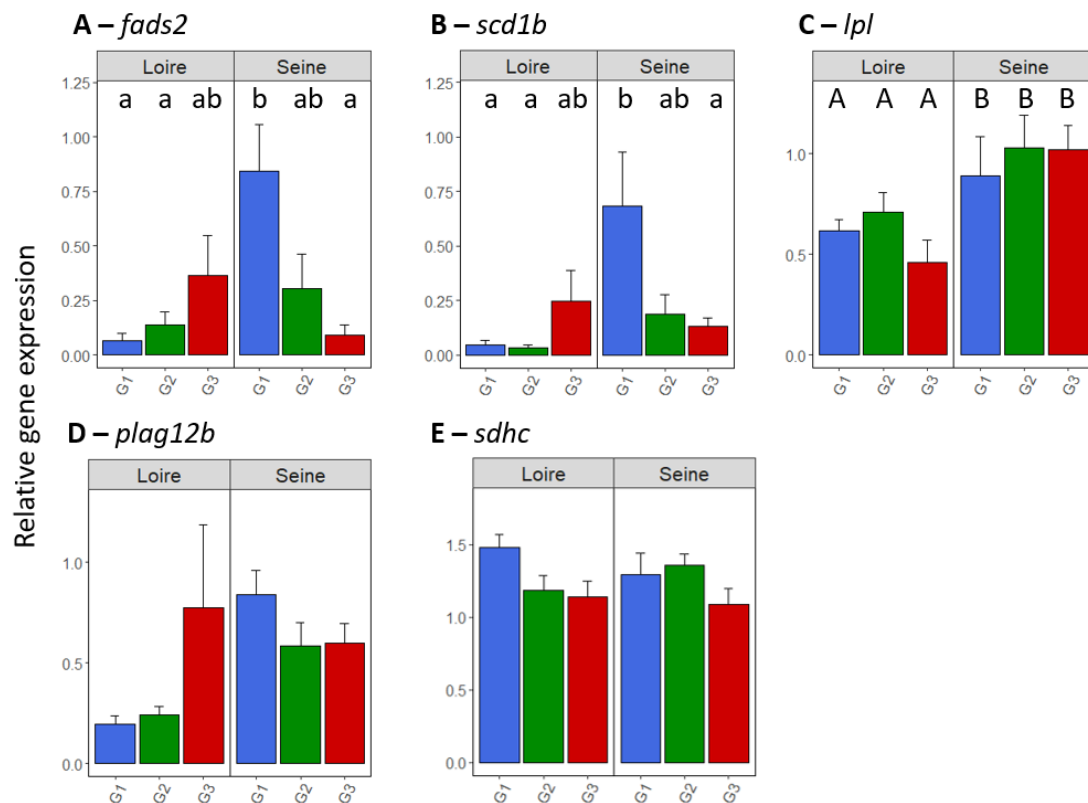 A – fads2
B – scd1b
C – lpl
Loire Seine
Loire Seine
Loire Seine
1.25
1.00
0.75
0.50
0.25
0.00
a a ab b ab a
G1 G2 G3 G1 G2 G3
1.25
1.00
0.75
0.50
0.25
0.00
a a ab b ab a
G1 G2 G3 G1 G2 G3
1.0
0.5
0.0
A A A B B B
G1 G2 G3 G1 G2 G3
Relative gene expression
D – plag12b
E – sdhc
Loire Seine
Loire Seine
1.0
0.5
0.0
G1 G2 G3 G1 G2 G3
1.5
1.0
0.5
0.0
G1 G2 G3 G1 G2 G3